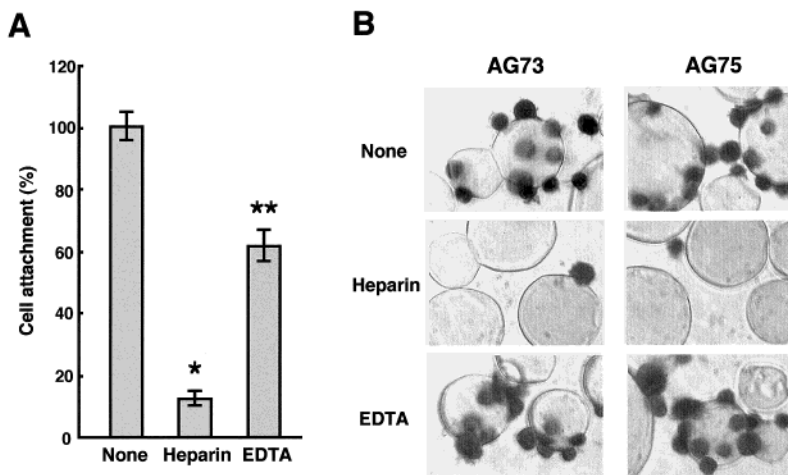 A
Cell attachment (%)
120
100
80
60
40
20
0
*
**
None Heparin EDTA
B
AG73 AG75
None
Heparin
EDTA